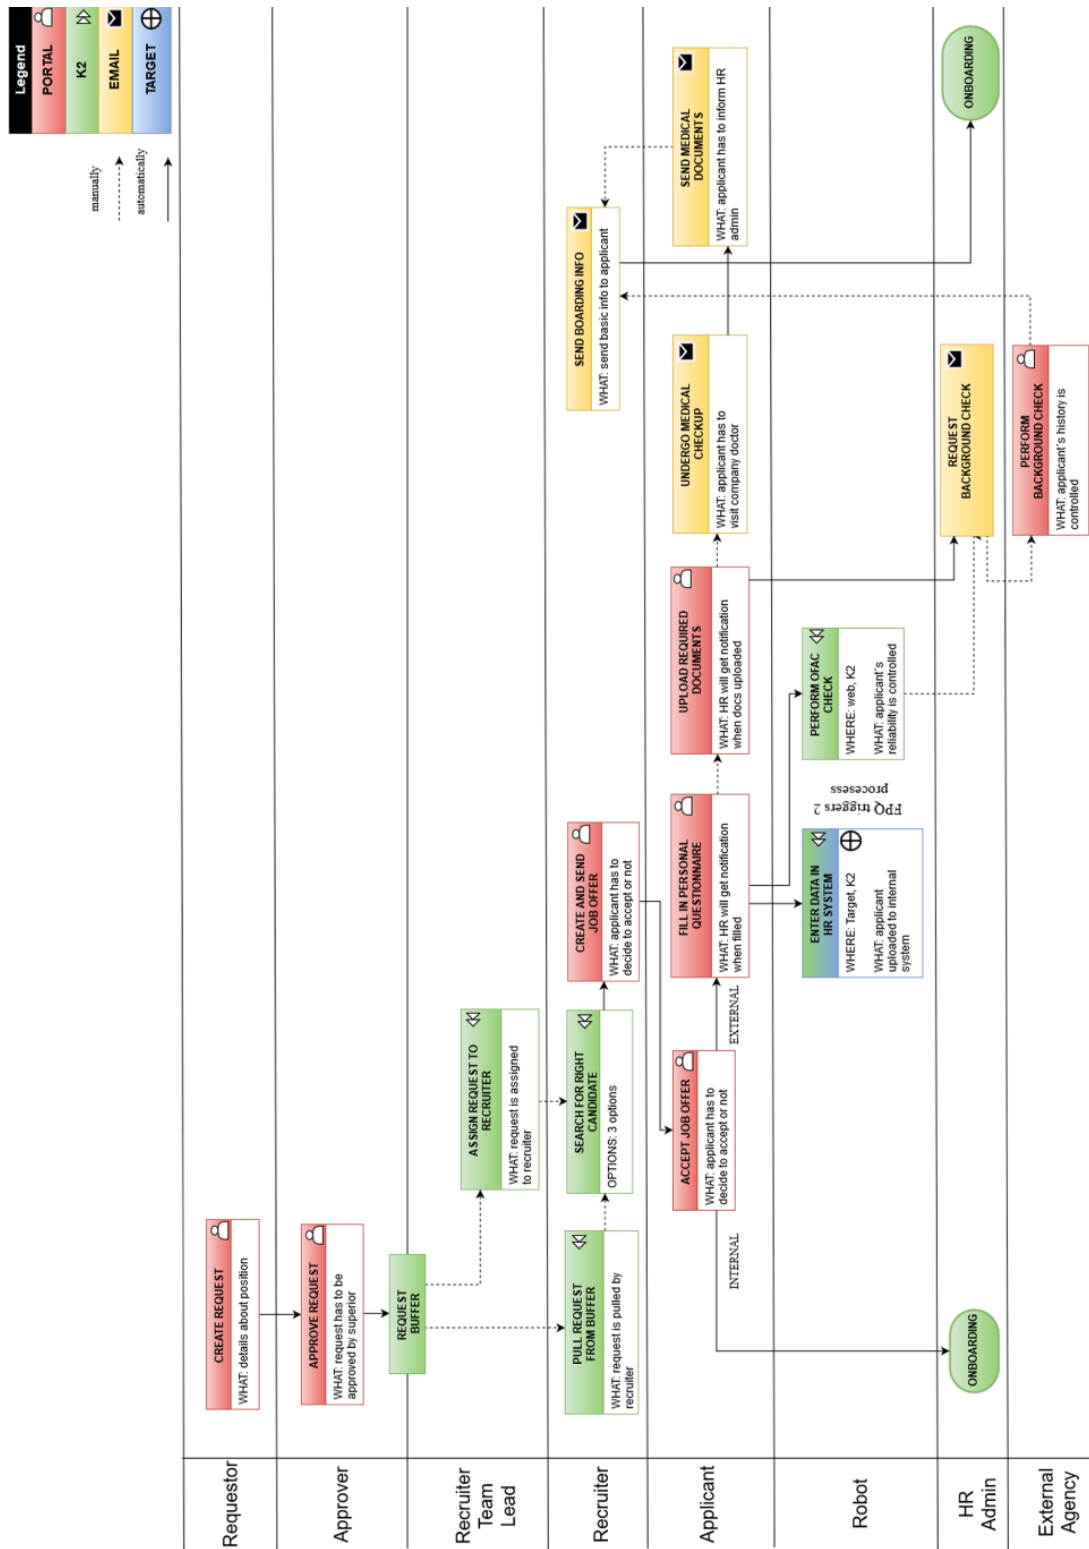 Legend
PORTAL
K2
EMAIL
TARGET
manually
automatically
Requestor
CREATE REQUEST
WHAT: details about position
Approver
APPROVE REQUEST
WHAT: request has to be
approved by superior
REQUEST
BUFFER
Recruiter
Team
Lead
ASSIGN REQUEST TO
RECRUITER
WHAT: request is assigned
to recruiter
Recruiter
PULL REQUEST
FROM BUFFER
WHAT: request is pulled by
recruiter
SEARCH FOR RIGHT
CANDIDATE
OPTIONS: 3 options
CREATE AND SEND
JOB OFFER
WHAT: applicant has to
decide to accept or not
SEND BOARDING INFO
WHAT: send basic info to applicant
Applicant
INTERNAL
ACCEPT JOB OFFER
WHAT: applicant has to
decide to accept or not
EXTERNAL
FILL IN PERSONAL
QUESTIONNAIRE
WHAT: HR will get notification
when filled
UPLOAD REQUIRED
DOCUMENTS
WHAT: HR will get notification
when docs uploaded
UNDERGO MEDICAL
CHECKUP
WHAT: applicant has to
visit company doctor
SEND MEDICAL
DOCUMENTS
WHAT: applicant has to inform HR
admin
Robot
ENTER DATA IN
HR SYSTEM
WHERE: Target, K2
WHAT: applicant
uploaded to internal
system
FPQ triggers 2
procesess
PERFORM OFAC
CHECK
WHERE: web, K2
WHAT: applicant´s
reliability is controlled
HR
Admin
ONBOARDING
REQUEST
BACKGROUND CHECK
ONBOARDING
External
Agency
PERFORM
BACKGROUND CHECK
WHAT: applicant´s history is
controlled